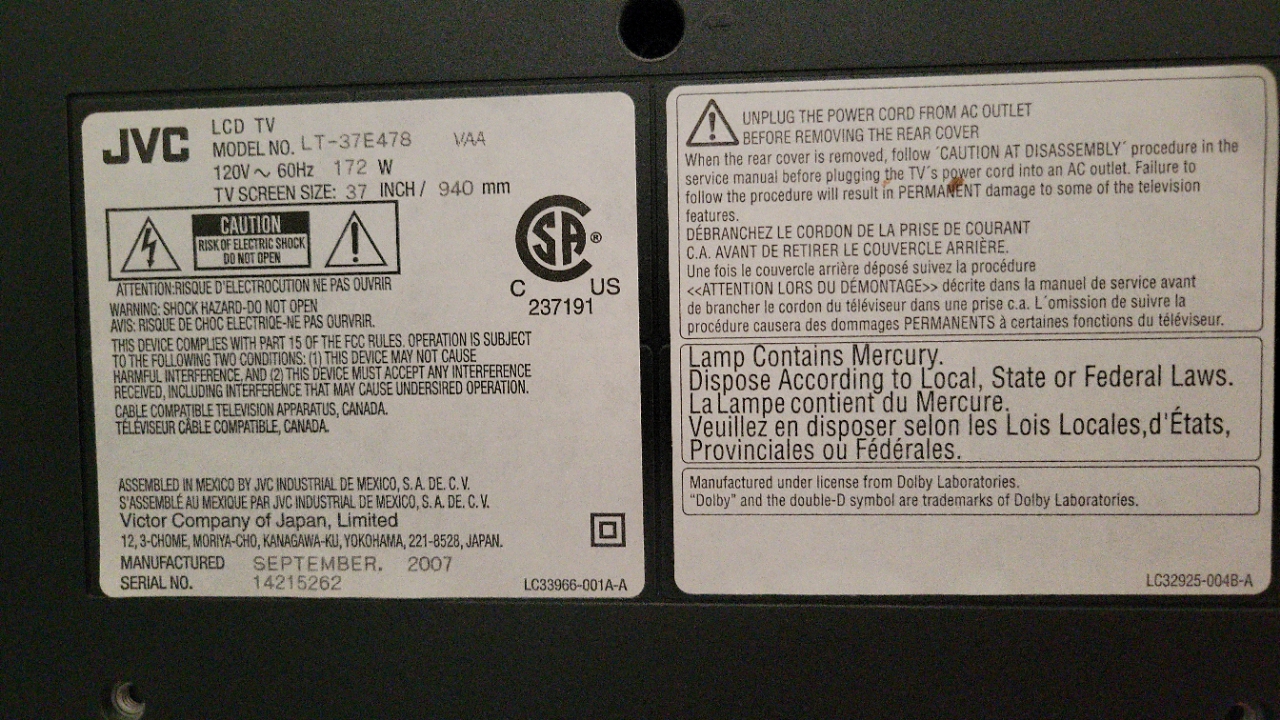 JVC
LCD TV
MODEL NO. LT-37E478 VAA
120V ~ 60Hz 172 W
TV SCREEN SIZE: 37 INCH / 940 mm
CAUTION
RISK OF ELECTRIC SHOCK
DO NOT OPEN
ATTENTION:RISQUE D'ELECTROCUTION NE PAS OUVRIR
WARNING: SHOCK HAZARD-DO NOT OPEN
AVIS: RISQUE DE CHOC ELECTRIQE-NE PAS OURVRIR.
SA ®
C US
237191
THIS DEVICE COMPLIES WITH PART 15 OF THE FCC RULES. OPERATION IS SUBJECT
TO THE FOLLOWING TWO CONDITIONS: (1) THIS DEVICE MAY NOT CAUSE
HARMFUL INTERFERENCE, AND (2) THIS DEVICE MUST ACCEPT ANY INTERFERENCE
RECEIVED, INCLUDING INTERFERENCE THAT MAY CAUSE UNDERSIRED OPERATION.
CABLE COMPATIBLE TELEVISION APPARATUS, CANADA.
TÉLÉVISEUR CÂBLE COMPATIBLE, CANADA.
ASSEMBLED IN MEXICO BY JVC INDUSTRIAL DE MEXICO, S. A. DE. C. V.
S'ASSEMBLÉ AU MEXIQUE PAR JVC INDUSTRIAL DE MEXICO, S. A. DE. C. V.
Victor Company of Japan, Limited
12, 3-CHOME, MORIYA-CHO, KANAGAWA-KU, YOKOHAMA, 221-8528, JAPAN.
MANUFACTURED SEPTEMBER. 2007
SERIAL NO. 14215262
LC33966-001A-A
UNPLUG THE POWER CORD FROM AC OUTLET
BEFORE REMOVING THE REAR COVER
When the rear cover is removed, follow ´CAUTION AT DISASSEMBLY´ procedure in the
service manual before plugging the TV´s power cord into an AC outlet. Failure to
follow the procedure will result in PERMANENT damage to some of the television
features.
DÉBRANCHEZ LE CORDON DE LA PRISE DE COURANT
C.A. AVANT DE RETIRER LE COUVERCLE ARRIÈRE.
Une fois le couvercle arrière déposé suivez la procédure
<<ATTENTION LORS DU DÉMONTAGE>> décrite dans la manuel de service avant
de brancher le cordon du téléviseur dans une prise c.a. L´omission de suivre la
procédure causera des dommages PERMANENTS à certaines fonctions du téléviseur.
Lamp Contains Mercury.
Dispose According to Local, State or Federal Laws.
La Lampe contient du Mercure.
Veuillez en disposer selon les Lois Locales,d'États,
Provinciales ou Fédérales.
Manufactured under license from Dolby Laboratories.
"Dolby" and the double-D symbol are trademarks of Dolby Laboratories.
LC32925-004B-A